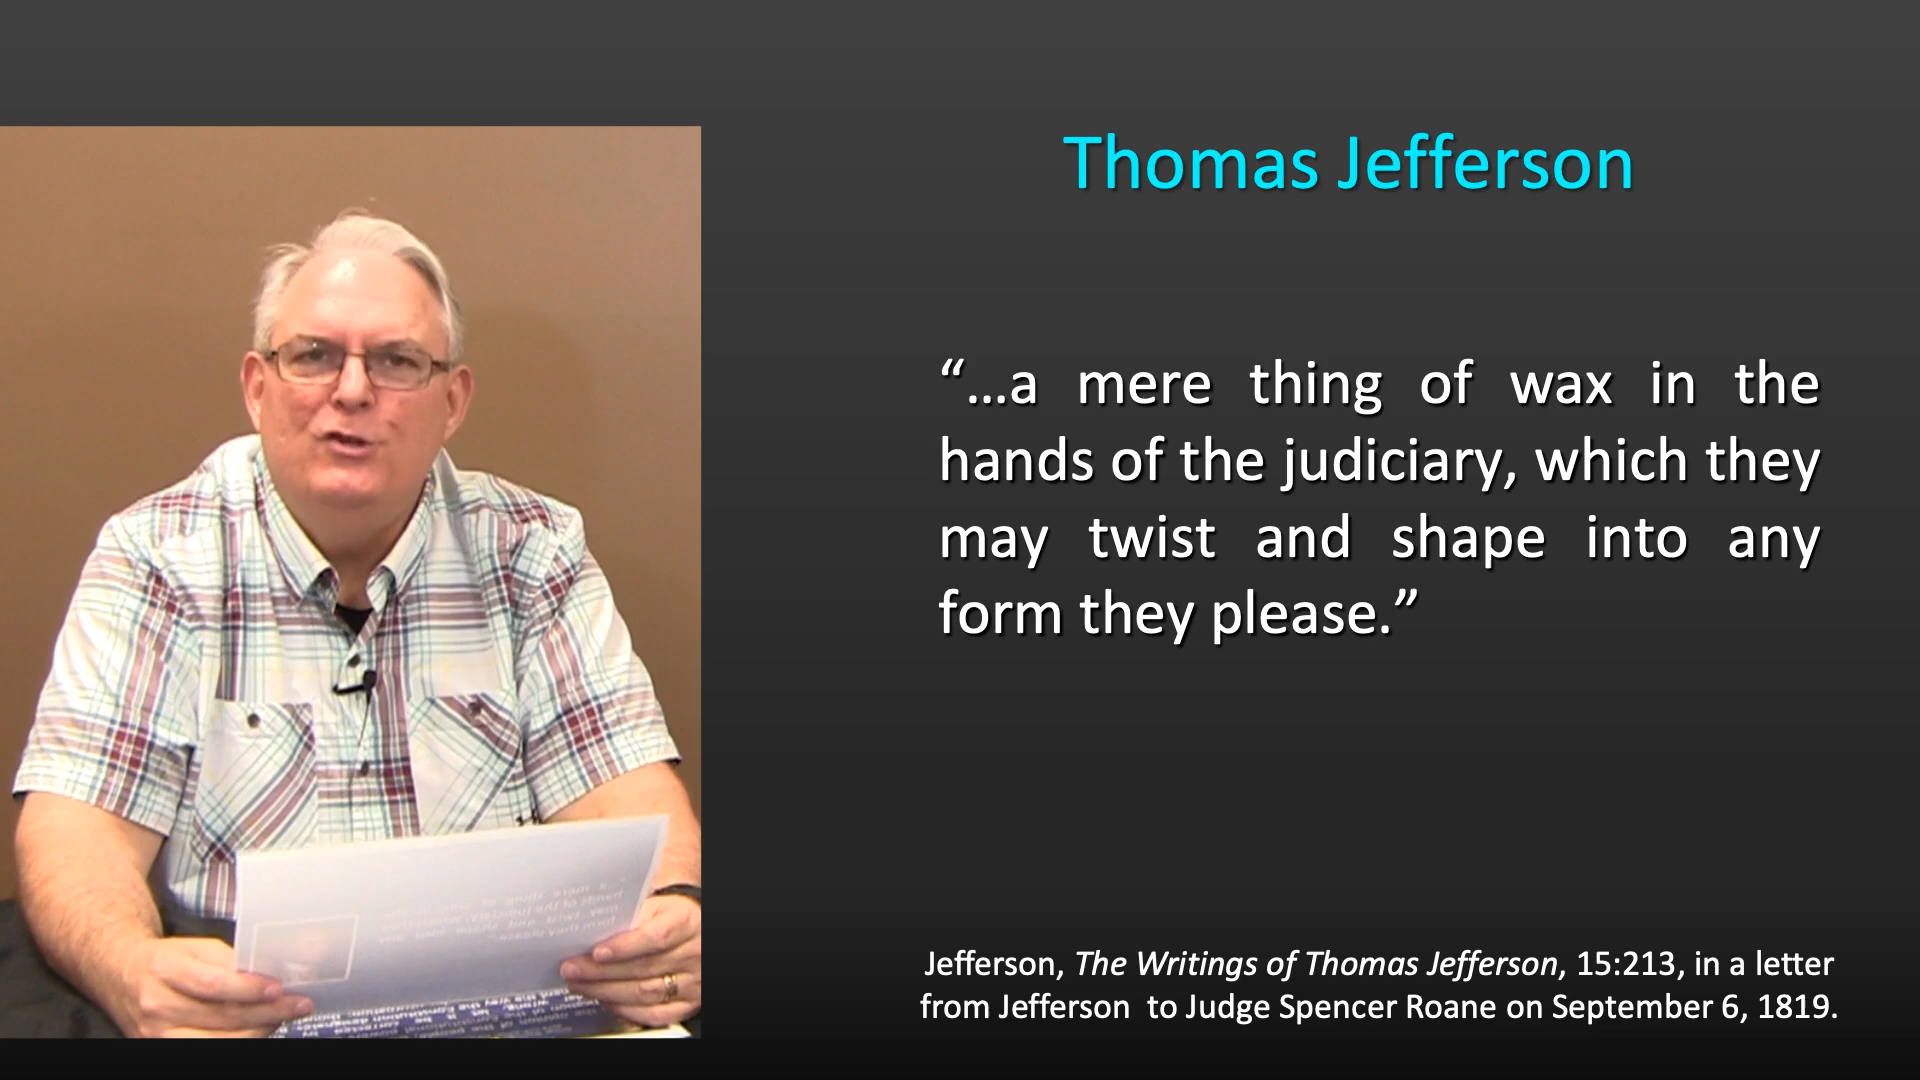 Thomas Jefferson
“…a mere thing of wax in the
hands of the judiciary, which they
may twist and shape into any
form they please.”
Jefferson, The Writings of Thomas Jefferson, 15:213, in a letter
from Jefferson  to Judge Spencer Roane on September 6, 1819.